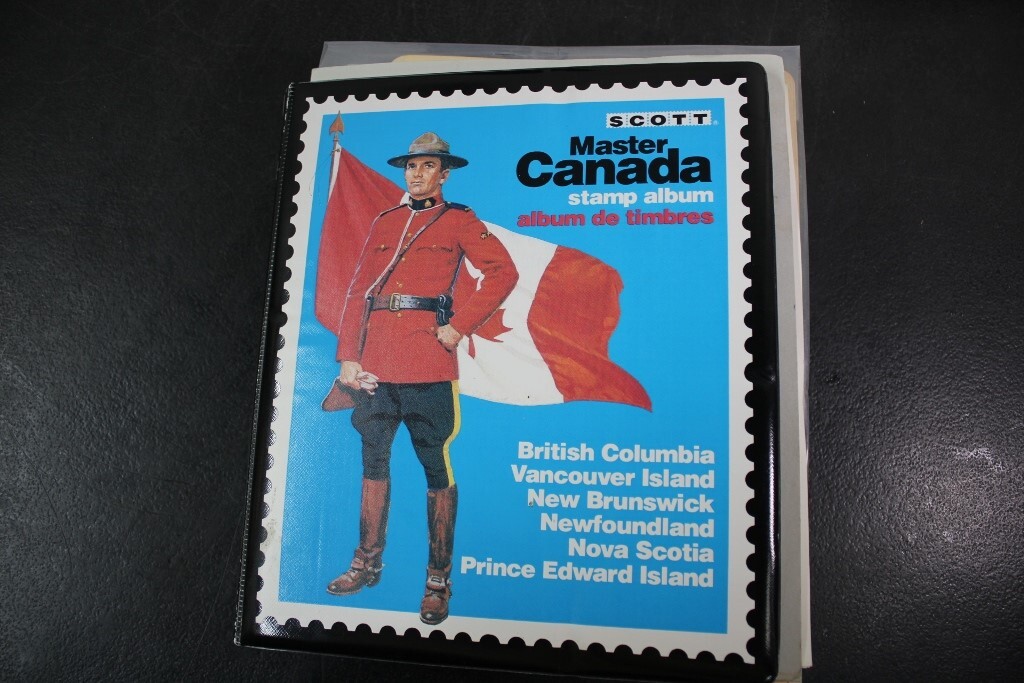 SCOTT
Master
Canada
stamp album
album de timbres
British Columbia
Vancouver Island
New Brunswick
Newfoundland
Nova Scotia
Prince Edward Island